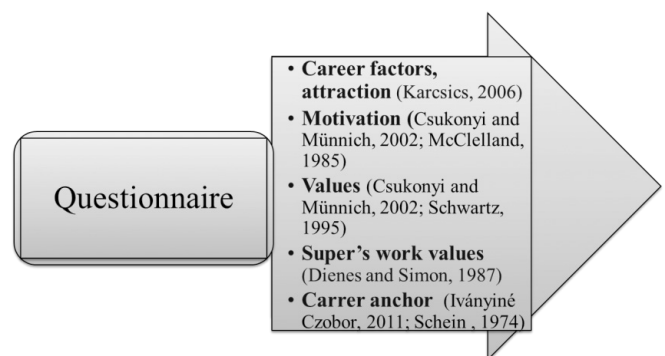 Questionnaire
• Career factors,
attraction (Karcsics, 2006)
• Motivation (Csukonyi and
Münnich, 2002; McClelland,
1985)
• Values (Csukonyi and
Münnich, 2002; Schwartz,
1995)
• Super’s work values
(Dienes and Simon, 1987)
• Carrer anchor (Iványiné
Czobor, 2011; Schein , 1974)